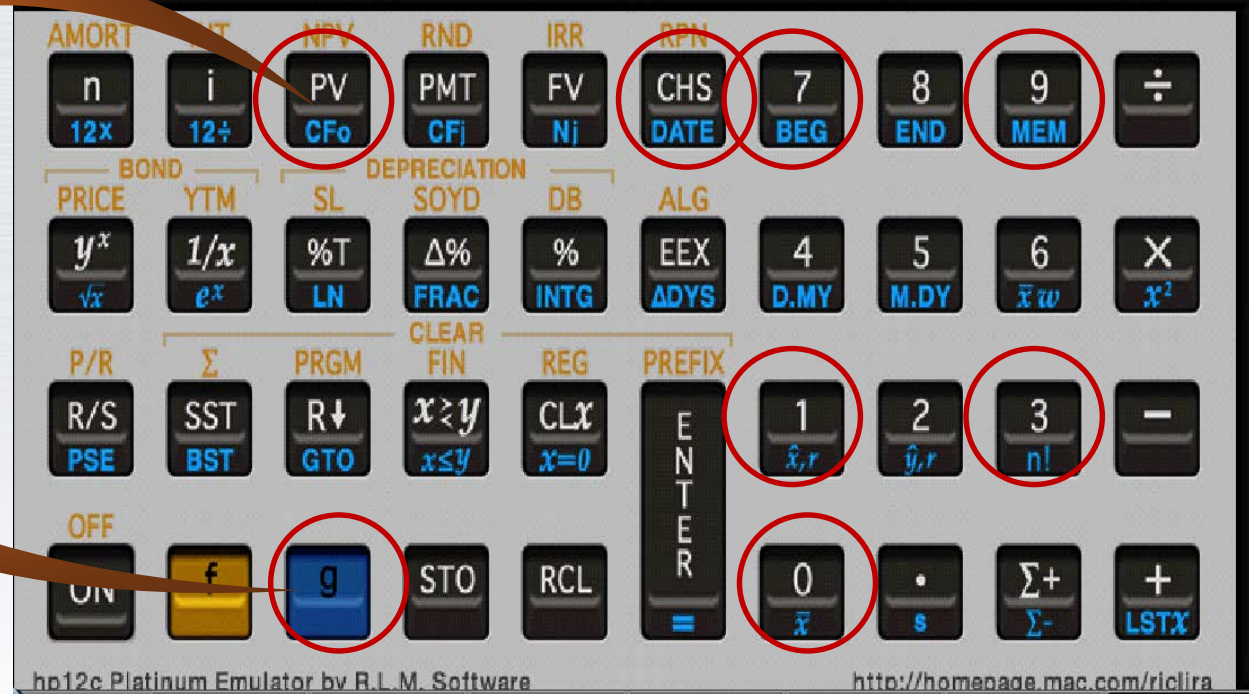 AMORT INT NPV RND IRR RPN
n i PV PMT FV CHS 7 8 9 ÷
12x 12÷ CFo CFj Nj DATE BEG END MEM
BOND DEPRECIATION
PRICE YTM SL SOYD DB ALG
yˣ 1/x %T Δ% % EEX 4 5 6 X
√x eˣ LN FRAC INTG ΔDYS D.MY M.DY x̄w x²
CLEAR
P/R Σ PRGM FIN REG PREFIX
R/S SST R↓ x≷y CLx ENTER 1 2 3 −
PSE BST GTO x≤y x=0 x̂,r ŷ,r n!
OFF
ON f g STO RCL 0 . Σ+ +
= x̄ s Σ- LSTX
hp12c Platinum Emulator by R.L.M. Software http://homepage.mac.com/riclira